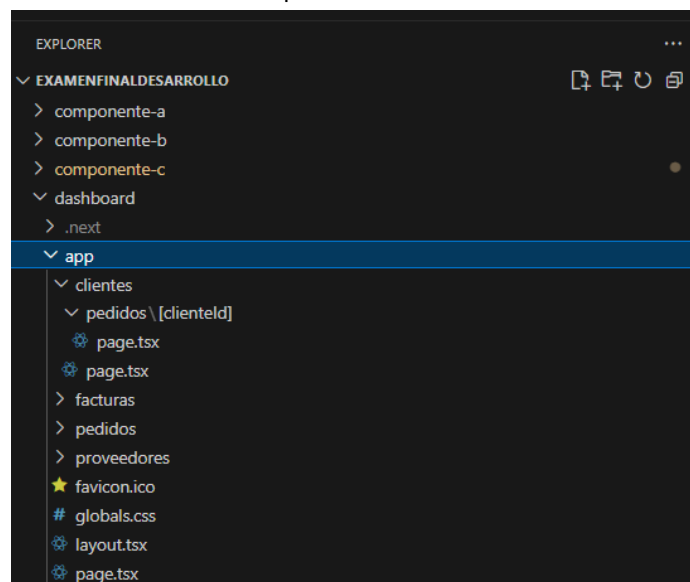 EXPLORER
EXAMENFINALDESARROLLO
componente-a
componente-b
componente-c
dashboard
.next
app
clientes
pedidos\[clienteId]
page.tsx
page.tsx
facturas
pedidos
proveedores
favicon.ico
globals.css
layout.tsx
page.tsx